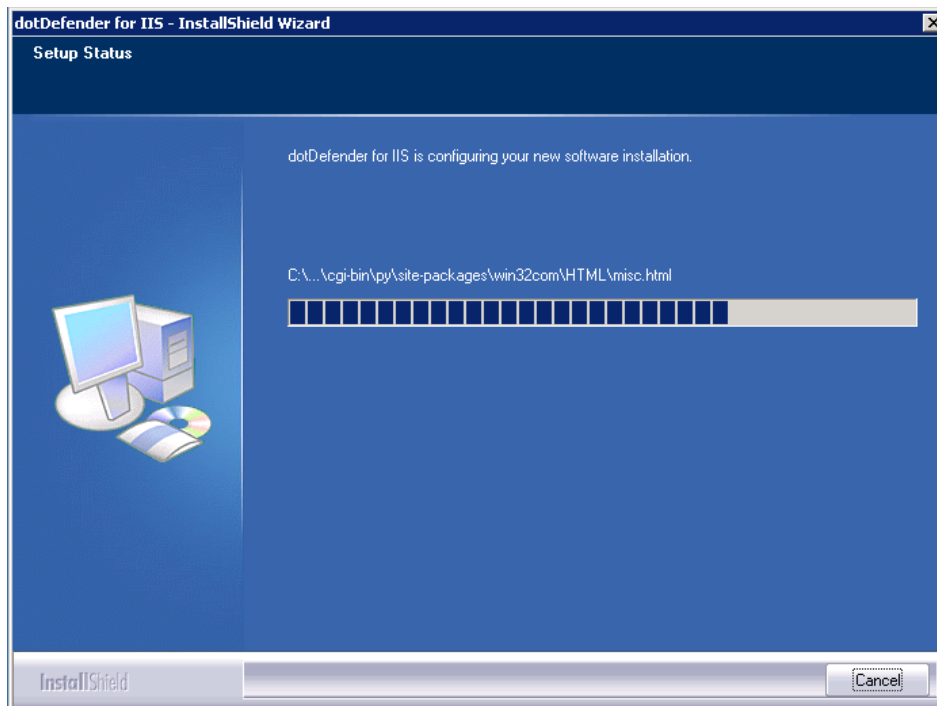 dotDefender for IIS - InstallShield Wizard
Setup Status
dotDefender for IIS is configuring your new software installation.
C:\...\cgi-bin\py\site-packages\win32com\HTML\misc.html
InstallShield
Cancel